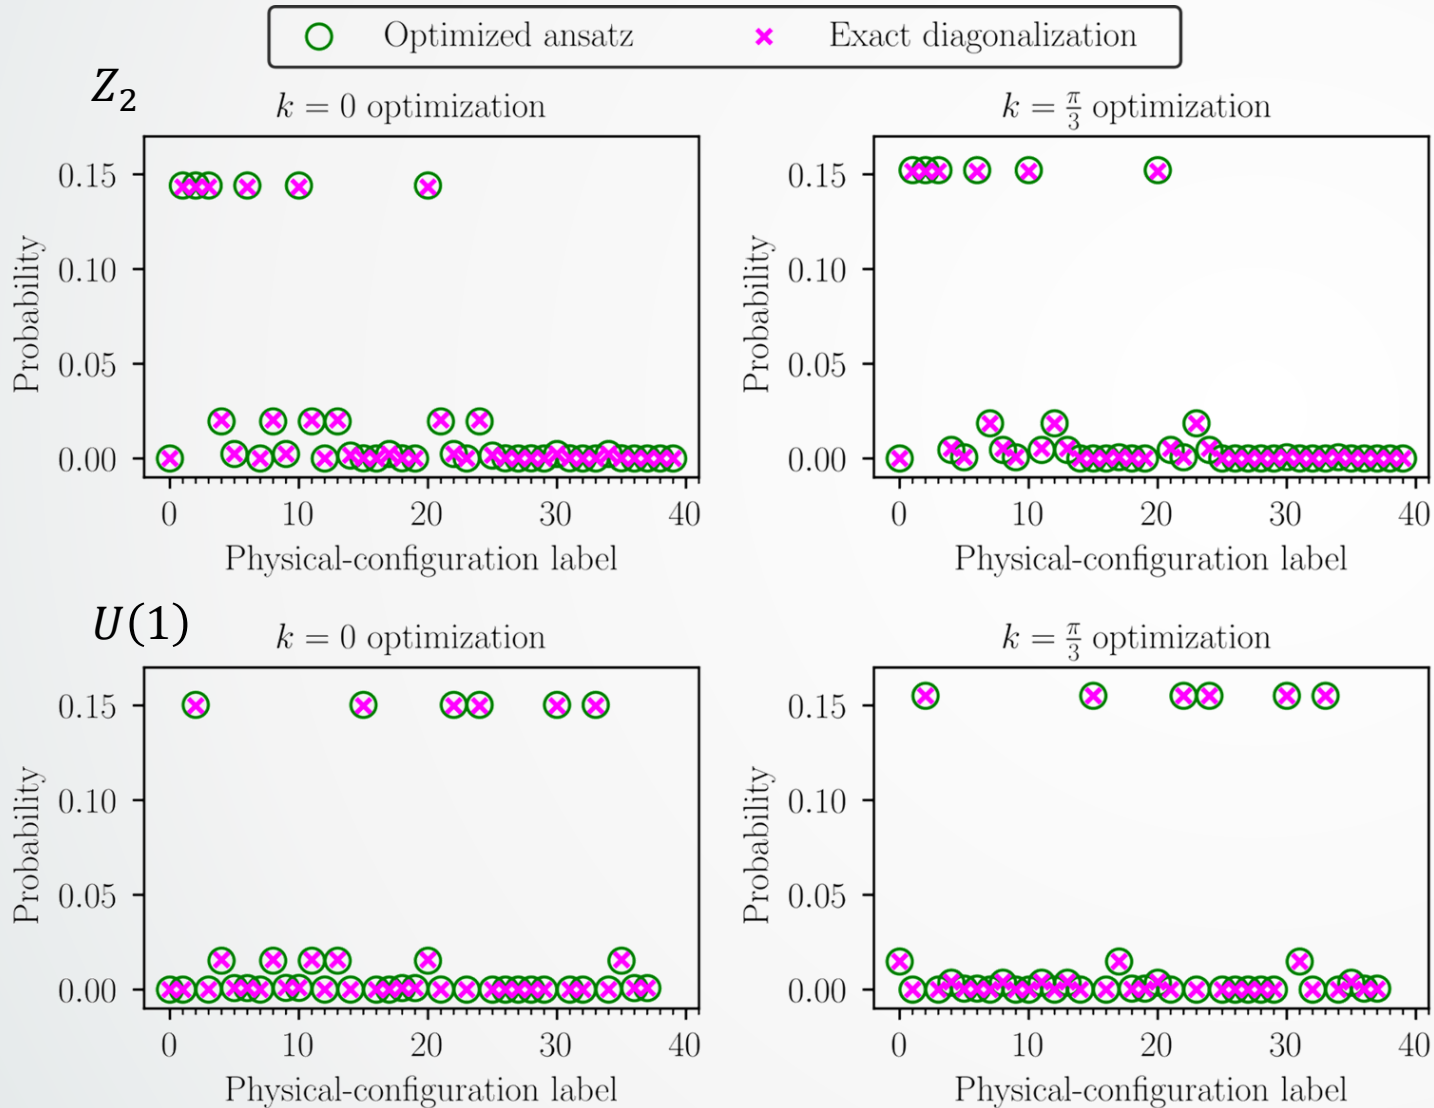 Optimized ansatz
Exact diagonalization
Z₂
k = 0 optimization
Probability
0.15
0.10
0.05
0.00
0 10 20 30 40
Physical-configuration label
k = π/3 optimization
Probability
0.15
0.10
0.05
0.00
0 10 20 30 40
Physical-configuration label
U(1)
k = 0 optimization
Probability
0.15
0.10
0.05
0.00
0 10 20 30 40
Physical-configuration label
k = π/3 optimization
Probability
0.15
0.10
0.05
0.00
0 10 20 30 40
Physical-configuration label